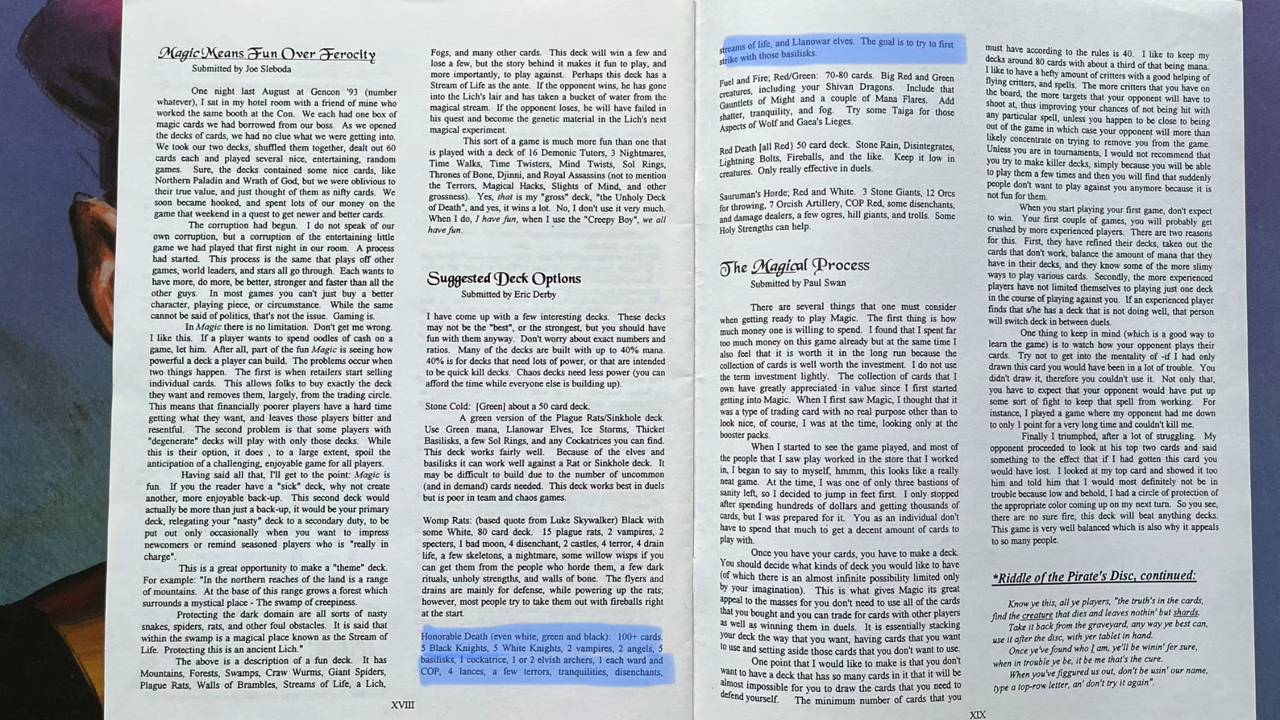 Magic Means Fun Over Ferocity
Submitted by Joe Sleboda
One night last August at Gencon '93 (number
whatever), I sat in my hotel room with a friend of mine who
worked the same booth at the Con. We each had one box of
magic cards we had borrowed from our boss. As we opened
the decks of cards, we had no clue what we were getting into.
We took our two decks, shuffled them together, dealt out 60
cards each and played several nice, entertaining, random
games. Sure, the decks contained some nice cards, like
Northern Paladin and Wrath of God, but we were oblivious to
their true value, and just thought of them as nifty cards. We
soon became hooked, and spent lots of our money on the
game that weekend in a quest to get newer and better cards.
The corruption had begun. I do not speak of our
own corruption, but a corruption of the entertaining little
game we had played that first night in our room. A process
had started. This process is the same that plays off other
games, world leaders, and stars all go through. Each wants to
have more, do more, be better, stronger and faster than all the
other guys. In most games you can't just buy a better
character, playing piece, or circumstance. While the same
cannot be said of politics, that's not the issue. Gaming is.
In Magic there is no limitation. Don't get me wrong.
I like this. If a player wants to spend oodles of cash on a
game, let him. After all, part of the fun Magic is seeing how
powerful a deck a player can build. The problems occur when
two things happen. The first is when retailers start selling
individual cards. This allows folks to buy exactly the deck
they want and removes them, largely, from the trading circle.
This means that financially poorer players have a hard time
getting what they want, and leaves those players bitter and
resentful. The second problem is that some players with
"degenerate" decks will play with only those decks. While
this is their option, it does , to a large extent, spoil the
anticipation of a challenging, enjoyable game for all players.
Having said all that, I'll get to the point: Magic is
fun. If you the reader have a "sick" deck, why not create
another, more enjoyable back-up. This second deck would
actually be more than just a back-up, it would be your primary
deck, relegating your "nasty" deck to a secondary duty, to be
put out only occasionally when you want to impress
newcomers or remind seasoned players who is "really in
charge".
This is a great opportunity to make a "theme" deck.
For example: "In the northern reaches of the land is a range
of mountains. At the base of this range grows a forest which
surrounds a mystical place - The swamp of creepiness.
Protecting the dark domain are all sorts of nasty
snakes, spiders, rats, and other foul obstacles. It is said that
within the swamp is a magical place known as the Stream of
Life. Protecting this is an ancient Lich."
The above is a description of a fun deck. It has
Mountains, Forests, Swamps, Craw Wurms, Giant Spiders,
Plague Rats, Walls of Brambles, Streams of Life, a Lich,
Fogs, and many other cards. This deck will win a few and
lose a few, but the story behind it makes it fun to play, and
more importantly, to play against. Perhaps this deck has a
Stream of Life as the ante. If the opponent wins, he has gone
into the Lich's lair and has taken a bucket of water from the
magical stream. If the opponent loses, he will have failed in
his quest and become the genetic material in the Lich's next
magical experiment.
This sort of a game is much more fun than one that
is played with a deck of 16 Demonic Tutors, 3 Nightmares,
Time Walks, Time Twisters, Mind Twists, Sol Rings,
Thrones of Bone, Djinni, and Royal Assassins (not to mention
the Terrors, Magical Hacks, Slights of Mind, and other
grossness). Yes, that is my "gross" deck, "the Unholy Deck
of Death", and yes, it wins a lot. No, I don't use it very much.
When I do, I have fun, when I use the "Creepy Boy", we all
have fun.
Suggested Deck Options
Submitted by Eric Derby
I have come up with a few interesting decks. These decks
may not be the "best", or the strongest, but you should have
fun with them anyway. Don't worry about exact numbers and
ratios. Many of the decks are built with up to 40% mana.
40% is for decks that need lots of power, or that are intended
to be quick kill decks. Chaos decks need less power (you can
afford the time while everyone else is building up).
Stone Cold: [Green] about a 50 card deck.
A green version of the Plague Rats/Sinkhole deck.
Use Green mana, Llanowar Elves, Ice Storms, Thicket
Basilisks, a few Sol Rings, and any Cockatrices you can find.
This deck works fairly well. Because of the elves and
basilisks it can work well against a Rat or Sinkhole deck. It
may be difficult to build due to the number of uncommon
(and in demand) cards needed. This deck works best in duels
but is poor in team and chaos games.
Womp Rats: (based quote from Luke Skywalker) Black with
some White, 80 card deck. 15 plague rats, 2 vampires, 2
specters, 1 bad moon, 4 disenchant, 2 castles, 4 terror, 4 drain
life, a few skeletons, a nightmare, some willow wisps if you
can get them from the people who horde them, a few dark
rituals, unholy strengths, and walls of bone. The flyers and
drains are mainly for defense, while powering up the rats;
however, most people try to take them out with fireballs right
at the start.
Honorable Death (even white, green and black): 100+ cards.
5 Black Knights, 5 White Knights, 2 vampires, 2 angels, 5
basilisks, 1 cockatrice, 1 or 2 elvish archers, 1 each ward and
COP, 4 lances, a few terrors, tranquilities, disenchants,
XVIII
streams of life, and Llanowar elves. The goal is to try to first
strike with those basilisks.
Fuel and Fire; Red/Green: 70-80 cards. Big Red and Green
creatures, including your Shivan Dragons. Include that
Gauntlets of Might and a couple of Mana Flares. Add
shatter, tranquility, and fog. Try some Taiga for those
Aspects of Wolf and Gaea's Lieges.
Red Death [all Red} 50 card deck. Stone Rain, Disintegrates,
Lightning Bolts, Fireballs, and the like. Keep it low in
creatures. Only really effective in duels.
Sauruman's Horde; Red and White. 3 Stone Giants, 12 Orcs
for throwing, 7 Orcish Artillery, COP Red, some disenchants,
and damage dealers, a few ogres, hill giants, and trolls. Some
Holy Strengths can help.
The Magical Process
Submitted by Paul Swan
There are several things that one must consider
when getting ready to play Magic. The first thing is how
much money one is willing to spend. I found that I spent far
too much money on this game already but at the same time I
also feel that it is worth it in the long run because the
collection of cards is well worth the investment. I do not use
the term investment lightly. The collection of cards that I
own have greatly appreciated in value since I first started
getting into Magic. When I first saw Magic, I thought that it
was a type of trading card with no real purpose other than to
look nice, of course, I was at the time, looking only at the
booster packs.
When I started to see the game played, and most of
the people that I saw play worked in the store that I worked
in, I began to say to myself, hmmm, this looks like a really
neat game. At the time, I was one of only three bastions of
sanity left, so I decided to jump in feet first. I only stopped
after spending hundreds of dollars and getting thousands of
cards, but I was prepared for it. You as an individual don't
have to spend that much to get a decent amount of cards to
play with.
Once you have your cards, you have to make a deck.
You should decide what kinds of deck you would like to have
(of which there is an almost infinite possibility limited only
by your imagination). This is what gives Magic its great
appeal to the masses for you don't need to use all of the cards
that you bought and you can trade for cards with other players
as well as winning them in duels. It is essentially stacking
your deck the way that you want, having cards that you want
to use and setting aside those cards that you don't want to use.
One point that I would like to make is that you don't
want to have a deck that has so many cards in it that it will be
almost impossible for you to draw the cards that you need to
defend yourself. The minimum number of cards that you
must have according to the rules is 40. I like to keep my
decks around 80 cards with about a third of that being mana.
I like to have a hefty amount of critters with a good helping of
flying critters, and spells. The more critters that you have on
the board, the more targets that your opponent will have to
shoot at, thus improving your chances of not being hit with
any particular spell, unless you happen to be close to being
out of the game in which case your opponent will more than
likely concentrate on trying to remove you from the game.
Unless you are in tournaments, I would not recommend that
you try to make killer decks, simply because you will be able
to play them a few times and then you will find that suddenly
people don't want to play against you anymore because it is
not fun for them.
When you start playing your first game, don't expect
to win. Your first couple of games, you will probably get
crushed by more experienced players. There are two reasons
for this. First, they have refined their decks, taken out the
cards that don't work, balance the amount of mana that they
have in their decks, and they know some of the more slimy
ways to play various cards. Secondly, the more experienced
players have not limited themselves to playing just one deck
in the course of playing against you. If an experienced player
finds that s/he has a deck that is not doing well, that person
will switch deck in between duels.
One thing to keep in mind (which is a good way to
learn the game) is to watch how your opponent plays their
cards. Try not to get into the mentality of -if I had only
drawn this card you would have been in a lot of trouble. You
didn't draw it, therefore you couldn't use it. Not only that,
you have to expect that your opponent would have put up
some sort of fight to keep that spell from working. For
instance, I played a game where my opponent had me down
to only 1 point for a very long time and couldn't kill me.
Finally I triumphed, after a lot of struggling. My
opponent proceeded to look at his top two cards and said
something to the effect that if I had gotten this card you
would have lost. I looked at my top card and showed it too
him and told him that I would most definitely not be in
trouble because low and behold, I had a circle of protection of
the appropriate color coming up on my next turn. So you see,
there are no sure fire, this deck will beat anything decks.
This game is very well balanced which is also why it appeals
to so many people.
*Riddle of the Pirate's Disc, continued:
Know ye this, all ye players, "the truth's in the cards,
find the creature that dies and leaves nothin' but shards.
Take it back from the graveyard, any way ye best can,
use it after the disc, with yer tablet in hand.
Once ye've found who I am, ye'll be winin' fer sure,
when in trouble ye be, it be me that's the cure.
When you've figgured us out, don't be usin' our name,
type a top-row letter, an' don't try it again".
XIX